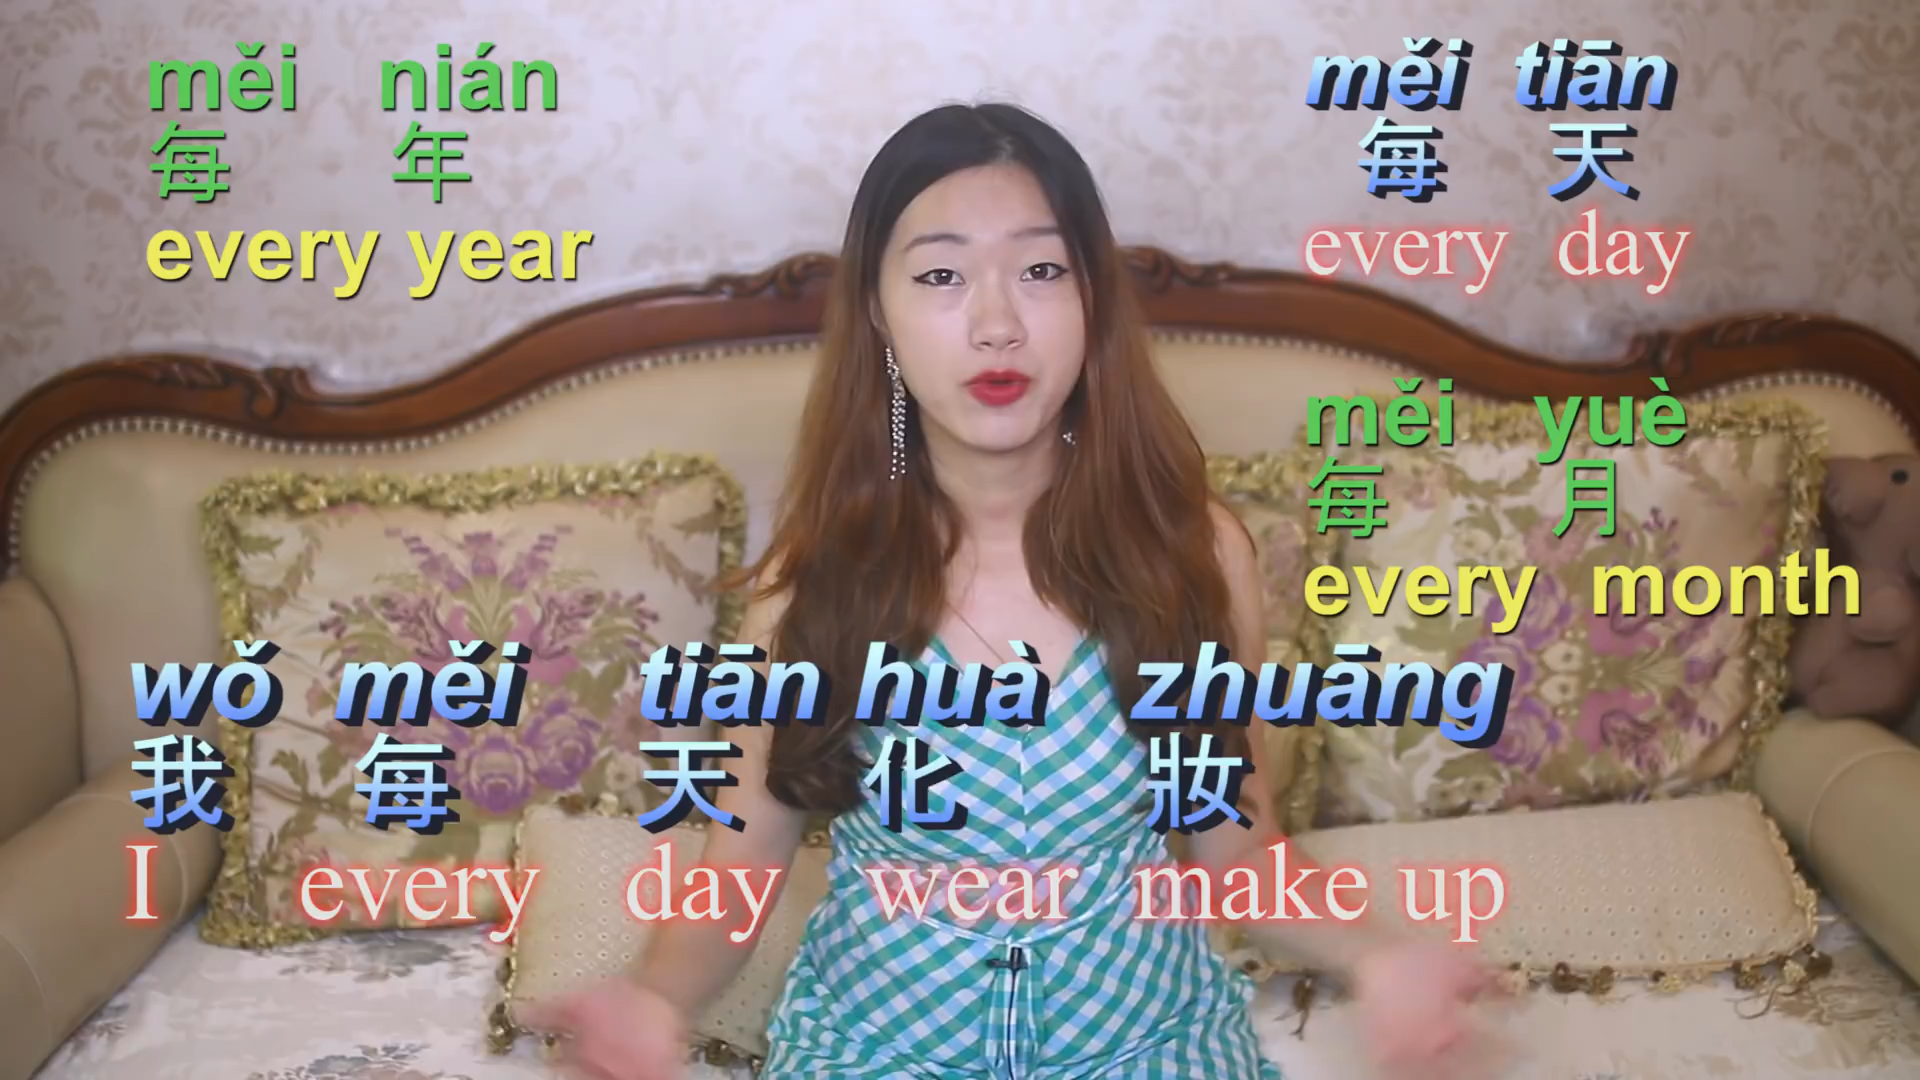 měi nián
每 年
every year
měi tiān
每 天
every day
měi yuè
每 月
every month
wǒ měi tiān huà zhuāng
我 每 天 化 妝
I every day wear make up